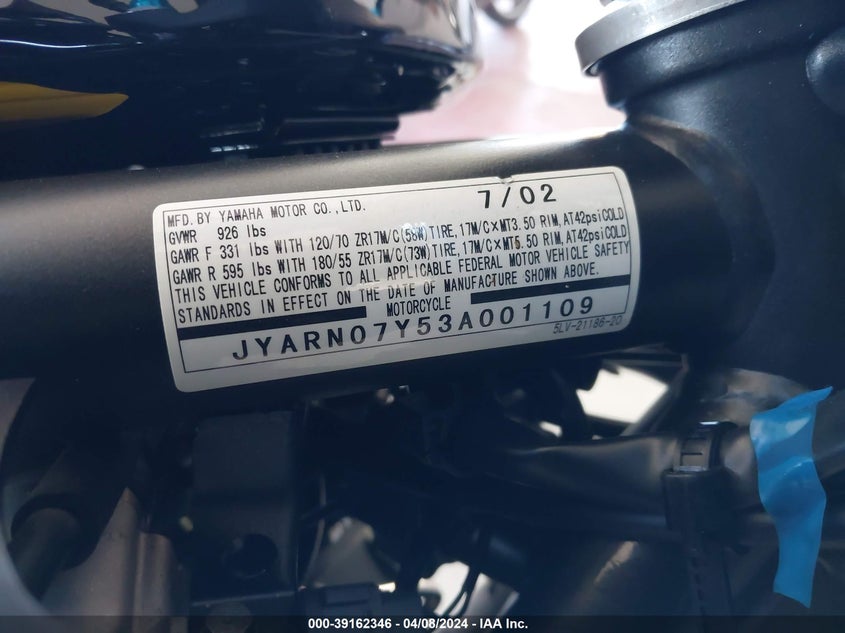 7/02
MFD. BY YAMAHA MOTOR CO.,LTD.
GVWR 926 lbs
GAWR F 331 lbs WITH 120/70 ZR17M/C(58W)TIRE, 17M/C×MT3.50 RIM, AT42psiCOLD
GAWR R 595 lbs WITH 180/55 ZR17M/C(73W)TIRE, 17M/C×MT5.50 RIM, AT42psiCOLD
THIS VEHICLE CONFORMS TO ALL APPLICABLE FEDERAL MOTOR VEHICLE SAFETY
STANDARDS IN EFFECT ON THE DATE OF MANUFACTURE SHOWN ABOVE.
MOTORCYCLE
JYARN07Y53A001109
5LV-21186-20
000-39162346 - 04/08/2024 - IAA Inc.